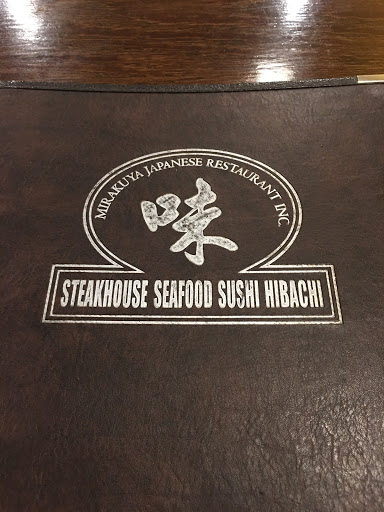 MIRAKUYA JAPANESE RESTAURANT INC.
味
STEAKHOUSE SEAFOOD SUSHI HIBACHI